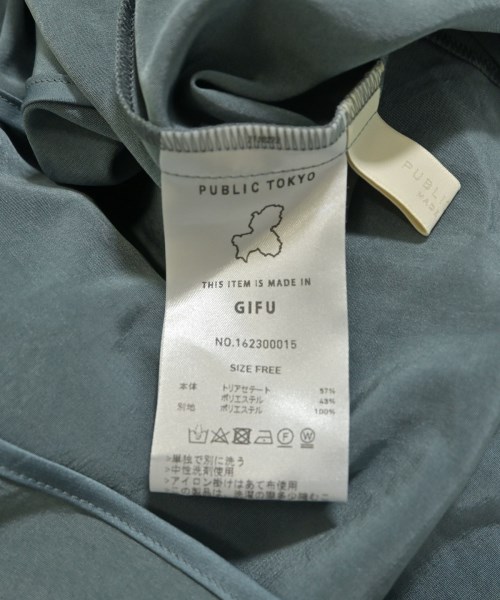 PUBLIC TOKYO
THIS ITEM IS MADE IN
GIFU
NO.162300015
SIZE FREE
本体 トリアセテート 57%
ポリエステル 43%
別地 ポリエステル 100%
F W
>単独で別に洗う
>中性洗剤使用
>アイロン掛けはあて布使用
PUBLI
MAD